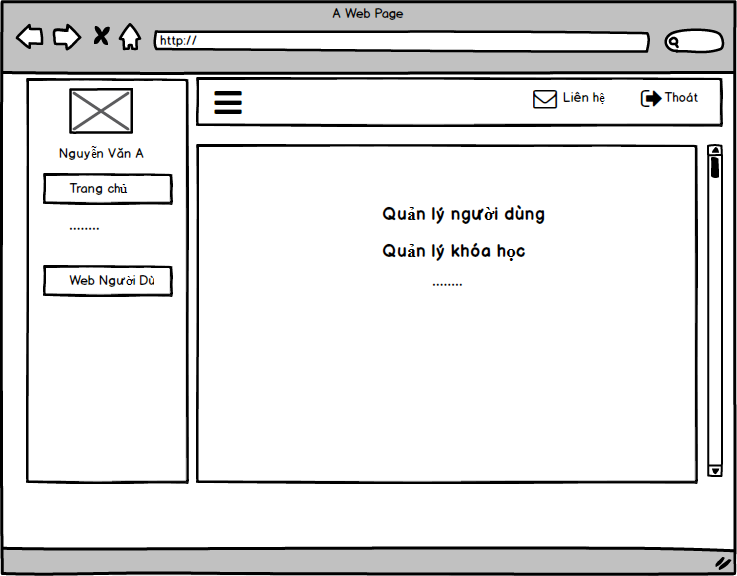 A Web Page
http://
Liên hệ
Thoát
Nguyễn Văn A
Trang chủ
........
Web Người Dù
Quản lý người dùng
Quản lý khóa học
........